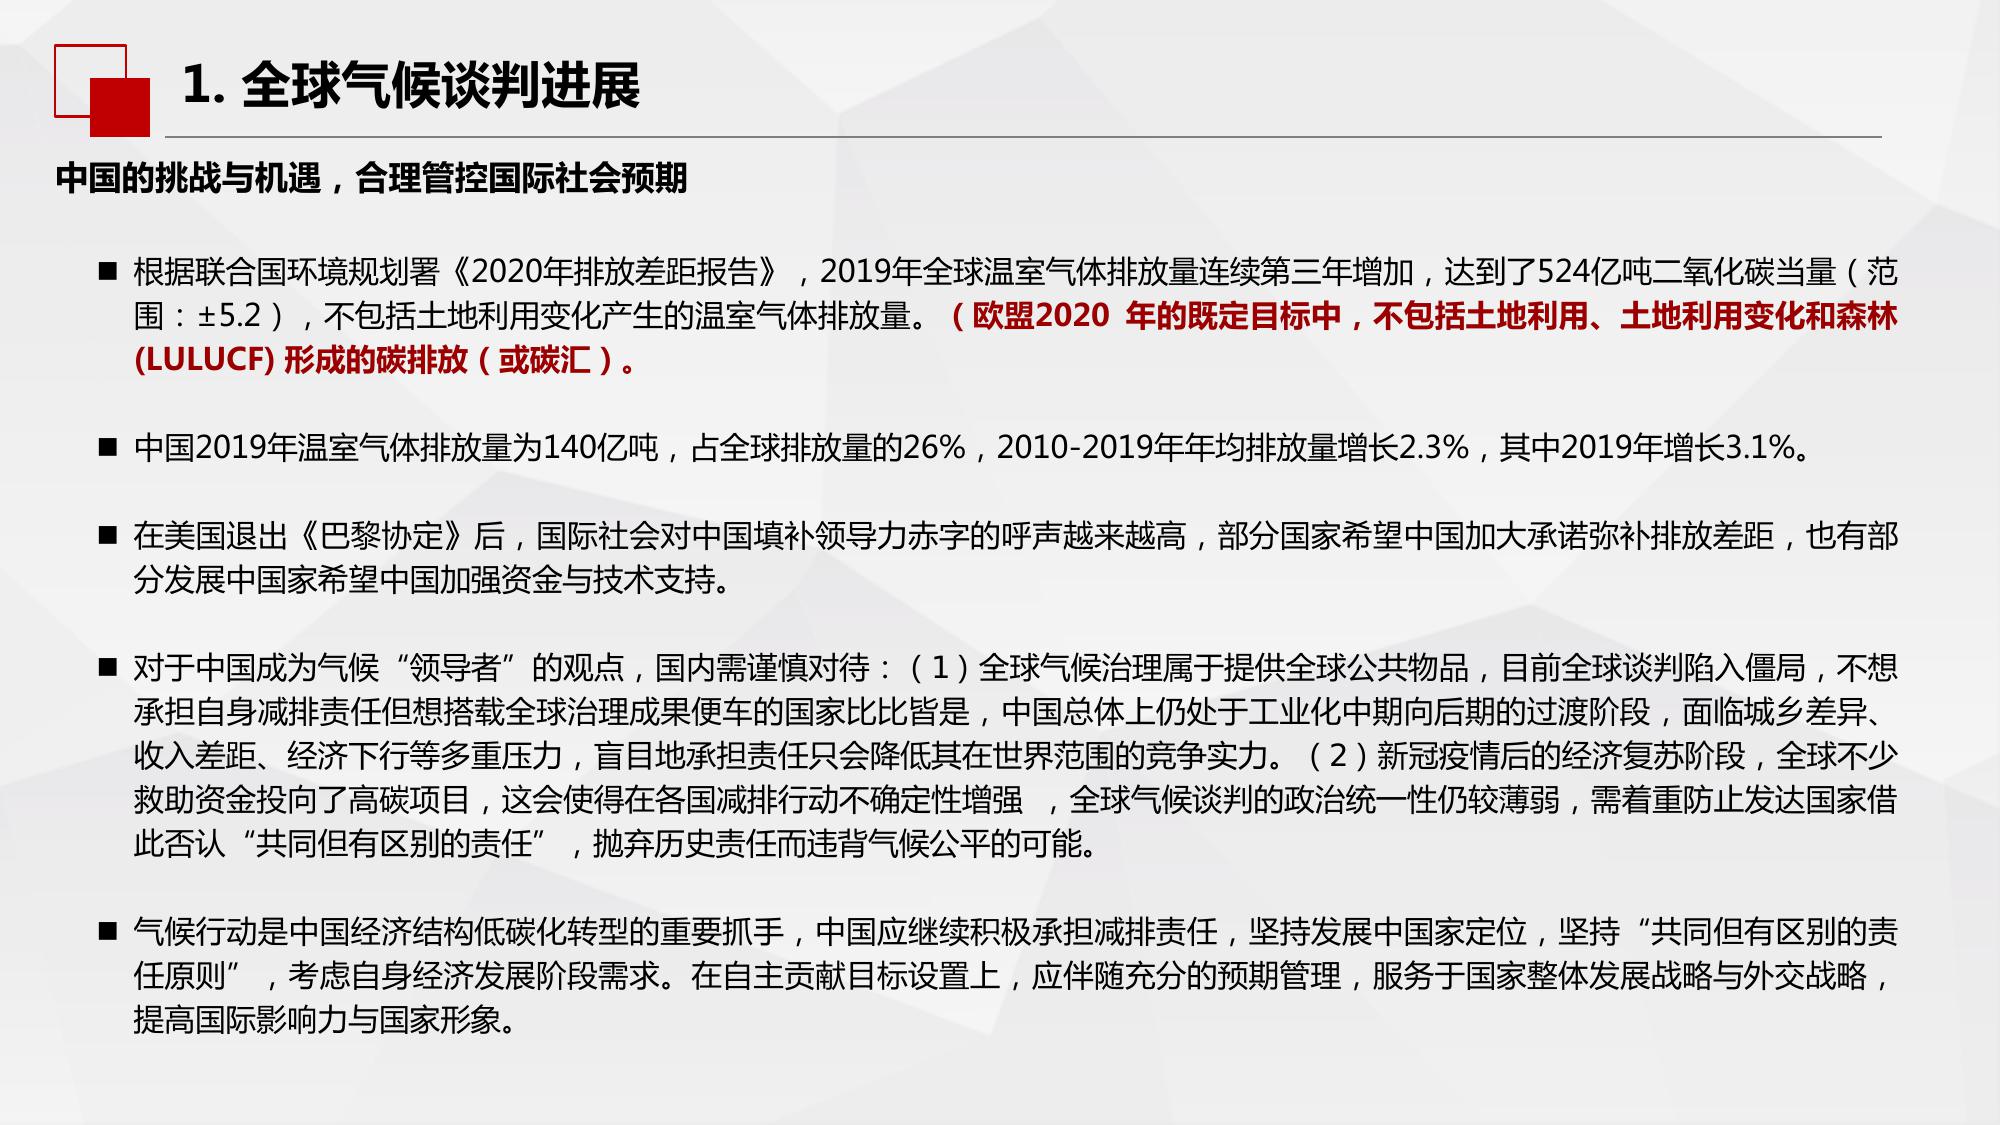 1. 全球气候谈判进展
中国的挑战与机遇，合理管控国际社会预期
■ 根据联合国环境规划署《2020年排放差距报告》，2019年全球温室气体排放量连续第三年增加，达到了524亿吨二氧化碳当量（范
围：±5.2），不包括土地利用变化产生的温室气体排放量。（欧盟2020 年的既定目标中，不包括土地利用、土地利用变化和森林
(LULUCF) 形成的碳排放（或碳汇）。
■ 中国2019年温室气体排放量为140亿吨，占全球排放量的26%，2010-2019年年均排放量增长2.3%，其中2019年增长3.1%。
■ 在美国退出《巴黎协定》后，国际社会对中国填补领导力赤字的呼声越来越高，部分国家希望中国加大承诺弥补排放差距，也有部
分发展中国家希望中国加强资金与技术支持。
■ 对于中国成为气候“领导者”的观点，国内需谨慎对待：（1）全球气候治理属于提供全球公共物品，目前全球谈判陷入僵局，不想
承担自身减排责任但想搭载全球治理成果便车的国家比比皆是，中国总体上仍处于工业化中期向后期的过渡阶段，面临城乡差异、
收入差距、经济下行等多重压力，盲目地承担责任只会降低其在世界范围的竞争实力。（2）新冠疫情后的经济复苏阶段，全球不少
救助资金投向了高碳项目，这会使得在各国减排行动不确定性增强 ，全球气候谈判的政治统一性仍较薄弱，需着重防止发达国家借
此否认“共同但有区别的责任”，抛弃历史责任而违背气候公平的可能。
■ 气候行动是中国经济结构低碳化转型的重要抓手，中国应继续积极承担减排责任，坚持发展中国家定位，坚持“共同但有区别的责
任原则”，考虑自身经济发展阶段需求。在自主贡献目标设置上，应伴随充分的预期管理，服务于国家整体发展战略与外交战略，
提高国际影响力与国家形象。